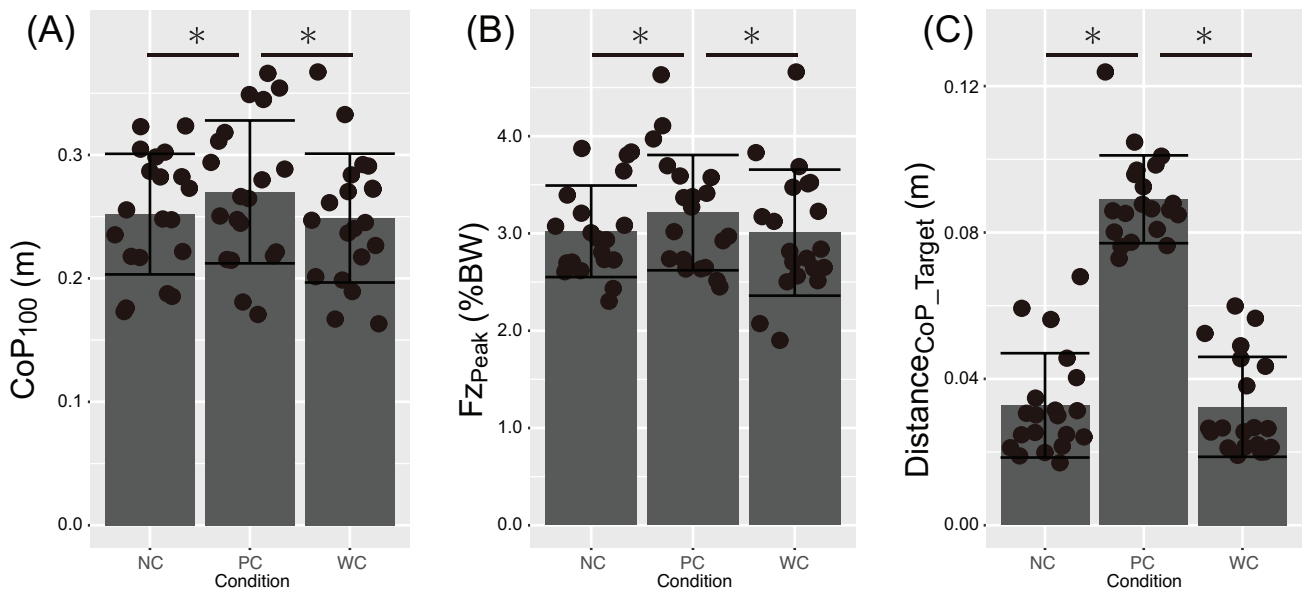 (A)
CoP100 (m)
*
*
0.3
0.2
0.1
0.0
NC
PC
WC
Condition
(B)
FzPeak (%BW)
*
*
4.0
3.0
2.0
1.0
0.0
NC
PC
WC
Condition
(C)
DistanceCoP_Target (m)
*
*
0.12
0.08
0.04
0.00
NC
PC
WC
Condition